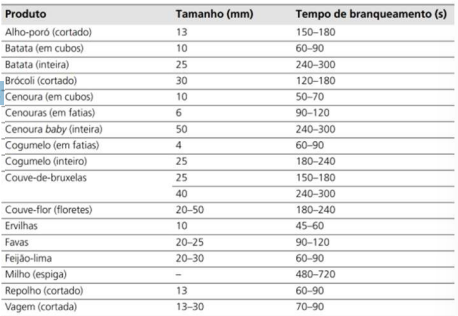 Produto Tamanho (mm) Tempo de branqueamento (s)
Alho-poró (cortado) 13 150–180
Batata (em cubos) 10 60–90
Batata (inteira) 25 240–300
Brócoli (cortado) 30 120–180
Cenoura (em cubos) 10 50–70
Cenouras (em fatias) 6 90–120
Cenoura baby (inteira) 50 240–300
Cogumelo (em fatias) 4 60–90
Cogumelo (inteiro) 25 180–240
Couve-de-bruxelas 25 150–180
40 240–300
Couve-flor (floretes) 20–50 180–240
Ervilhas 10 45–60
Favas 20–25 90–120
Feijão-lima 20–30 60–90
Milho (espiga) – 480–720
Repolho (cortado) 13 60–90
Vagem (cortada) 13–30 70–90